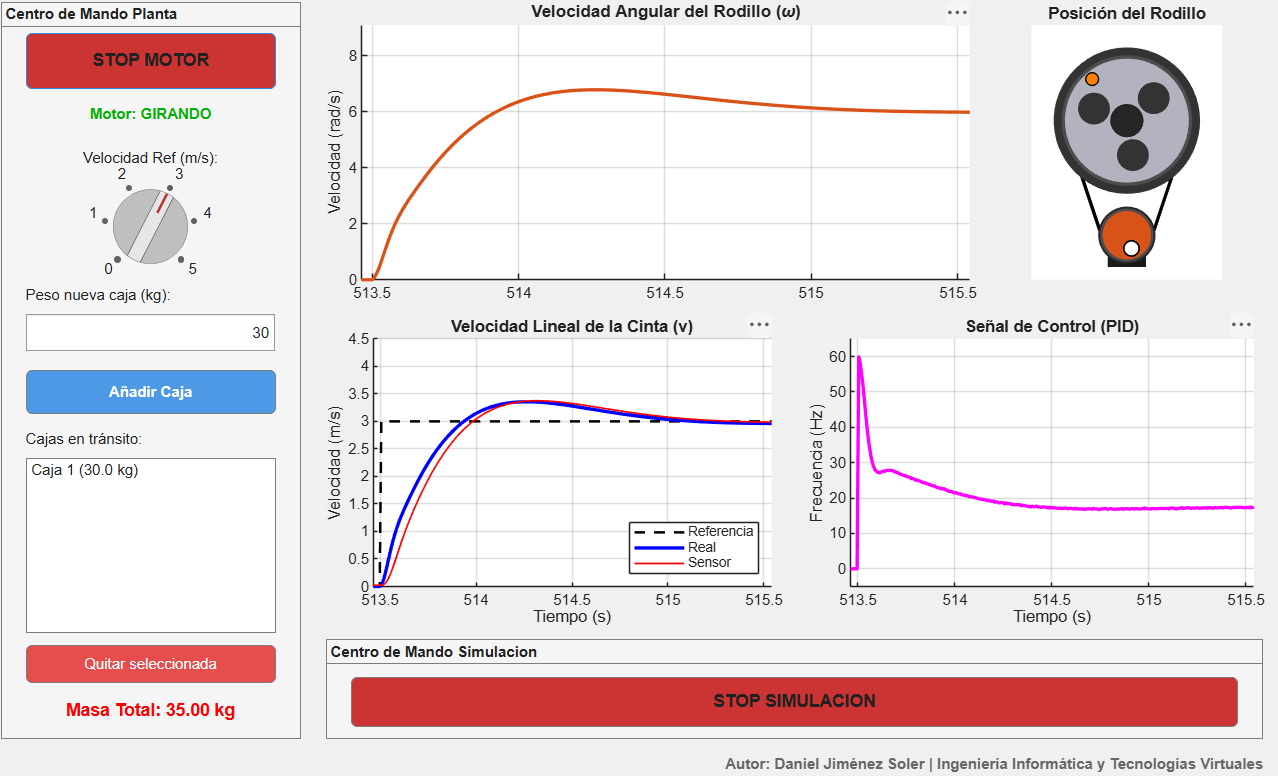 Centro de Mando Planta
STOP MOTOR
Motor: GIRANDO
Velocidad Ref (m/s):
2
3
1
4
0
5
Peso nueva caja (kg):
30
Añadir Caja
Cajas en tránsito:
Caja 1 (30.0 kg)
Quitar seleccionada
Masa Total: 35.00 kg
Velocidad Angular del Rodillo (ω)
Velocidad (rad/s)
8
6
4
2
0
513.5 514 514.5 515 515.5
Posición del Rodillo
Velocidad Lineal de la Cinta (v)
Velocidad (m/s)
4.5
4
3.5
3
2.5
2
1.5
1
0.5
0
Referencia
Real
Sensor
513.5 514 514.5 515 515.5
Tiempo (s)
Señal de Control (PID)
Frecuencia (Hz)
60
50
40
30
20
10
0
513.5 514 514.5 515 515.5
Tiempo (s)
Centro de Mando Simulacion
STOP SIMULACION
Autor: Daniel Jiménez Soler | Ingeniería Informática y Tecnologías Virtuales